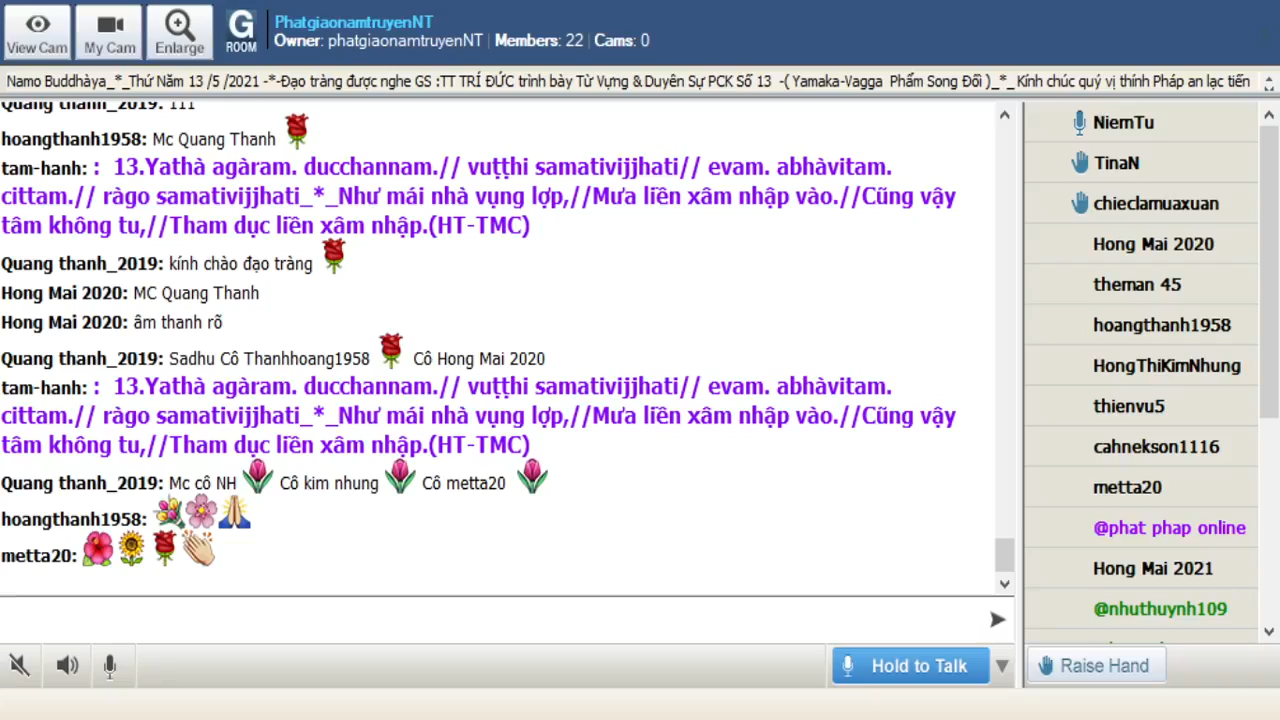 View Cam
My Cam
Enlarge
G
ROOM
PhatgiaonamtruyenNT
Owner: phatgiaonamtruyenNT | Members: 22 | Cams: 0
Namo Buddhàya_*_Thứ Năm 13 /5 /2021 -*-Đạo tràng được nghe GS :TT TRÍ ĐỨC trình bày Từ Vựng & Duyên Sự PCK Số 13 -( Yamaka-Vagga Phẩm Song Đối )_*_ Kính chúc quý vị thính Pháp an lạc tiến
Quang thanh_2019: 111
hoangthanh1958: Mc Quang Thanh
tam-hanh: : 13.Yathà agàram. ducchannam.// vuṭṭhi samativijjhati// evam. abhàvitam.
cittam.// ràgo samativijjhati_*_Như mái nhà vụng lợp,//Mưa liền xâm nhập vào.//Cũng vậy
tâm không tu,//Tham dục liền xâm nhập.(HT-TMC)
Quang thanh_2019: kính chào đạo tràng
Hong Mai 2020: MC Quang Thanh
Hong Mai 2020: âm thanh rõ
Quang thanh_2019: Sadhu Cô Thanhhoang1958 Cô Hong Mai 2020
tam-hanh: : 13.Yathà agàram. ducchannam.// vuṭṭhi samativijjhati// evam. abhàvitam.
cittam.// ràgo samativijjhati_*_Như mái nhà vụng lợp,//Mưa liền xâm nhập vào.//Cũng vậy
tâm không tu,//Tham dục liền xâm nhập.(HT-TMC)
Quang thanh_2019: Mc cô NH Cô kim nhung Cô metta20
hoangthanh1958:
metta20:
NiemTu
TinaN
chieclamuaxuan
Hong Mai 2020
theman 45
hoangthanh1958
HongThiKimNhung
thienvu5
cahnekson1116
metta20
@phat phap online
Hong Mai 2021
@nhuthuynh109
Hold to Talk
Raise Hand